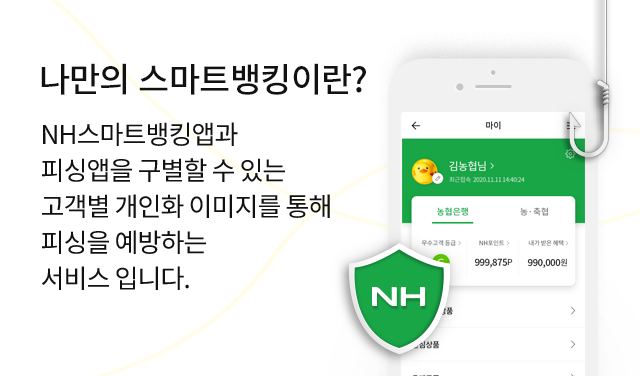 나만의 스마트뱅킹이란?
NH스마트뱅킹앱과
피싱앱을 구별할 수 있는
고객별 개인화 이미지를 통해
피싱을 예방하는
서비스 입니다.
마이
김농협님
최근접속 2020.11.11 14:40:24
농협은행 농·축협
우수고객 등급 NH포인트 내가 받은 혜택
999,875P 990,000원
NH
상품
심상품